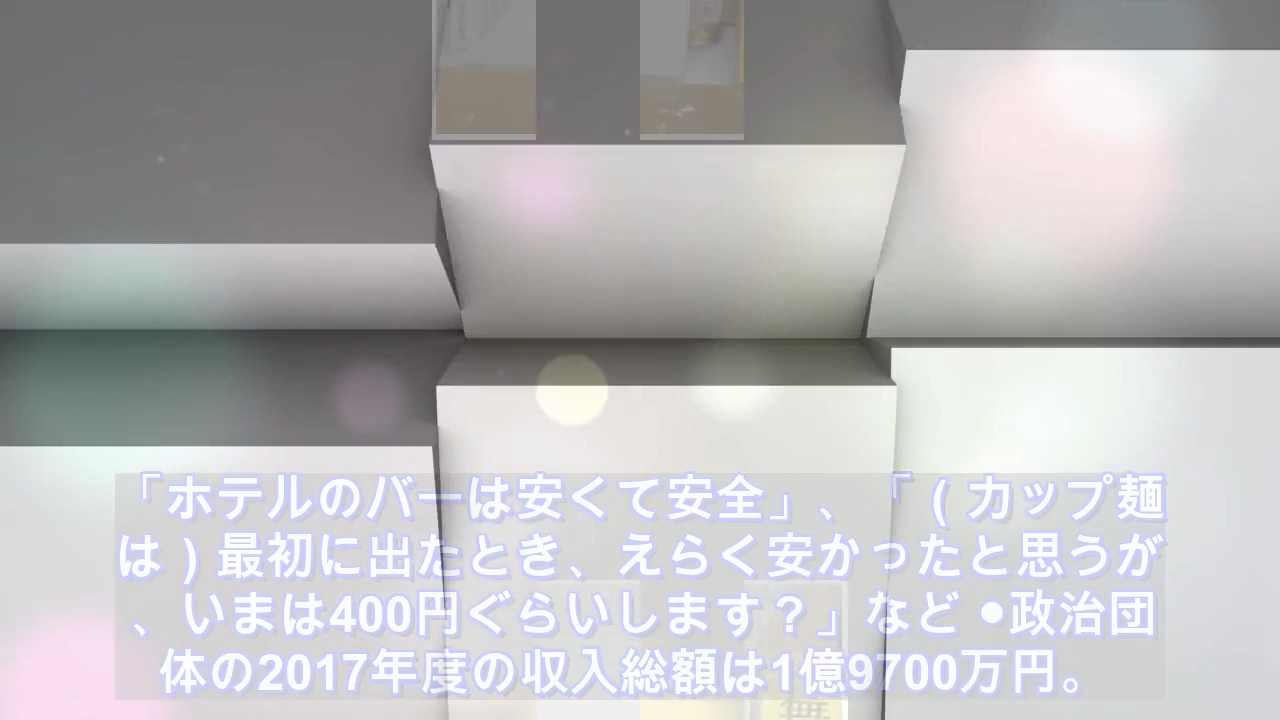 「ホテルのバーは安くて安全」、「（カップ麺
は）最初に出たとき、えらく安かったと思うが
、いまは400円ぐらいします？」など ●政治団
体の2017年度の収入総額は1億9700万円。